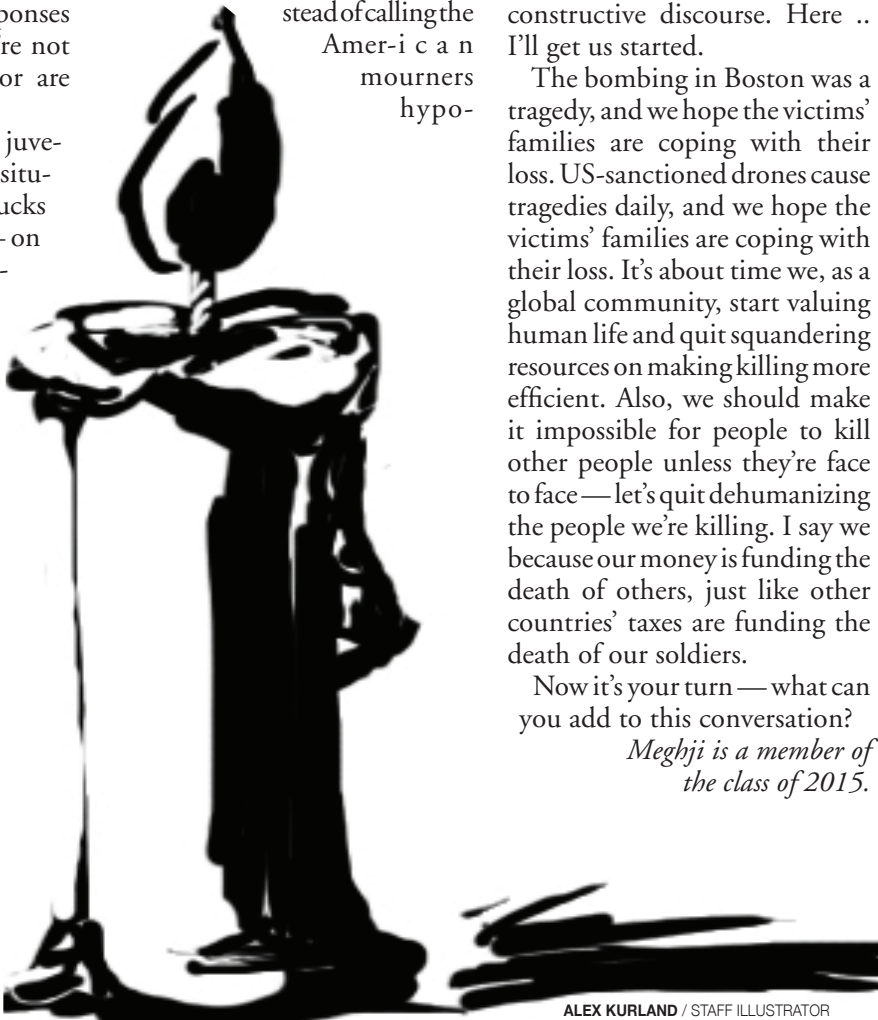 ponses
re not
or are
juve-
situ-
ucks
- on
-
stead of calling the
Amer-i c a n
mourners
hypo-
constructive discourse. Here ..
I'll get us started.
The bombing in Boston was a
tragedy, and we hope the victims'
families are coping with their
loss. US-sanctioned drones cause
tragedies daily, and we hope the
victims' families are coping with
their loss. It's about time we, as a
global community, start valuing
human life and quit squandering
resources on making killing more
efficient. Also, we should make
it impossible for people to kill
other people unless they're face
to face — let's quit dehumanizing
the people we're killing. I say we
because our money is funding the
death of others, just like other
countries' taxes are funding the
death of our soldiers.
Now it's your turn — what can
you add to this conversation?
Meghji is a member of
the class of 2015.
ALEX KURLAND / STAFF ILLUSTRATOR